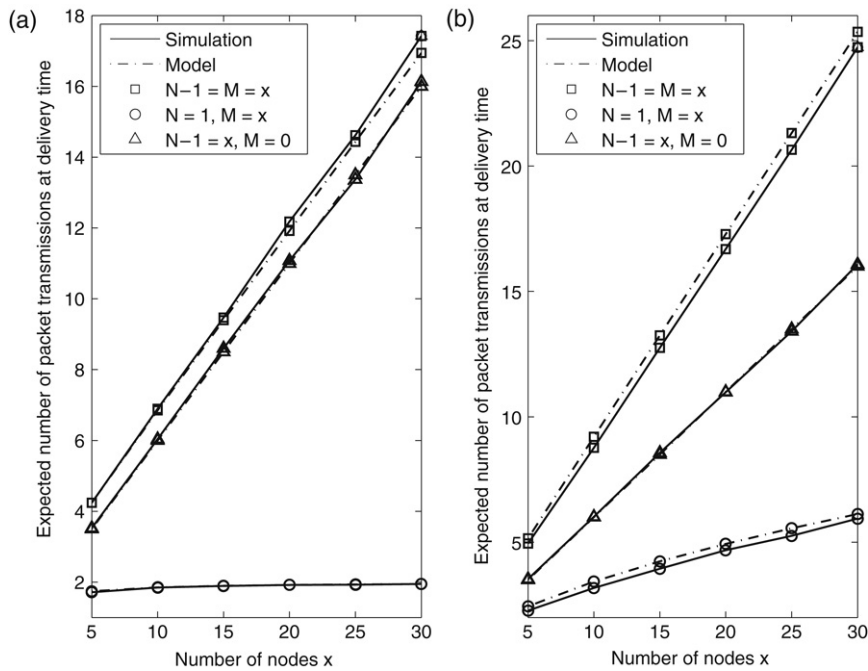 (a)
Expected number of packet transmissions at delivery time
18
16
14
12
10
8
6
4
2
5 10 15 20 25 30
Number of nodes x
Simulation
Model
N−1 = M = x
N = 1, M = x
N−1 = x, M = 0
(b)
Expected number of packet transmissions at delivery time
25
20
15
10
5
5 10 15 20 25 30
Number of nodes x
Simulation
Model
N−1 = M = x
N = 1, M = x
N−1 = x, M = 0